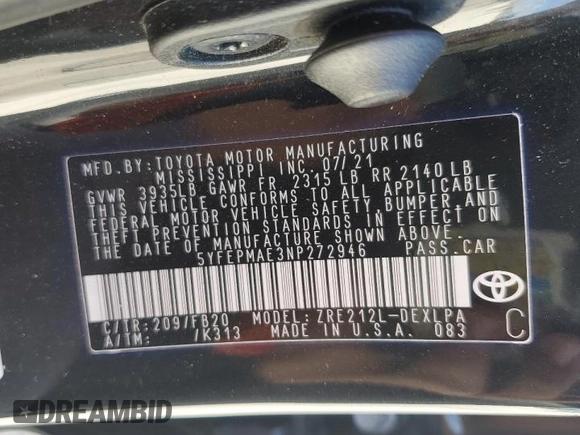 MFD.BY:TOYOTA MOTOR MANUFACTURING
MISSISSIPPI INC. 07/21
GVWR 3935LB GAWR FR 2315 LB RR 2140 LB
THIS VEHICLE CONFORMS TO ALL APPLICABLE
FEDERAL MOTOR VEHICLE SAFETY, BUMPER, AND
THEFT PREVENTION STANDARDS IN EFFECT ON
THE DATE OF MANUFACTURE SHOWN ABOVE.
5YFEPMAE3NP272946 PASS.CAR
C/TR:209/FB20 MODEL: ZRE212L-DEXLPA
A/TM: /K313 MADE IN U.S.A. 083
C
DREAMBID